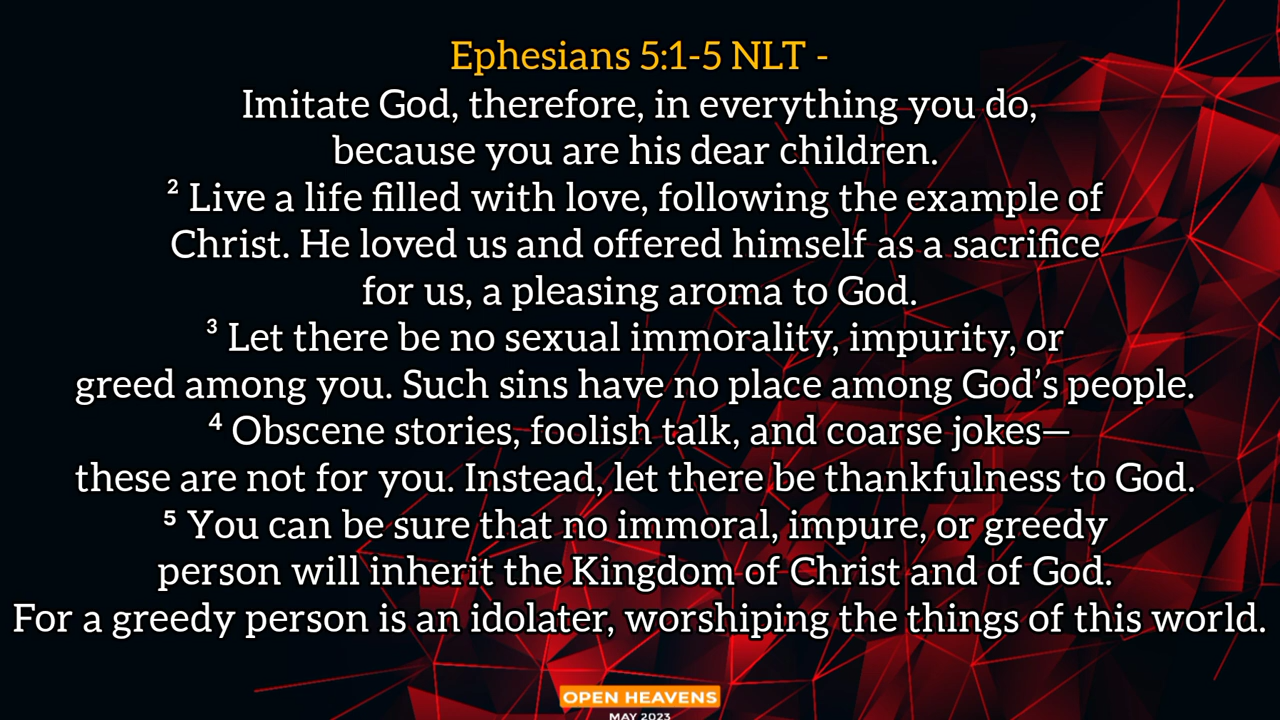 Ephesians 5:1-5 NLT -
Imitate God, therefore, in everything you do,
because you are his dear children.
² Live a life filled with love, following the example of
Christ. He loved us and offered himself as a sacrifice
for us, a pleasing aroma to God.
³ Let there be no sexual immorality, impurity, or
greed among you. Such sins have no place among God’s people.
⁴ Obscene stories, foolish talk, and coarse jokes—
these are not for you. Instead, let there be thankfulness to God.
⁵ You can be sure that no immoral, impure, or greedy
person will inherit the Kingdom of Christ and of God.
For a greedy person is an idolater, worshiping the things of this world.
OPEN HEAVENS
MAY 2023